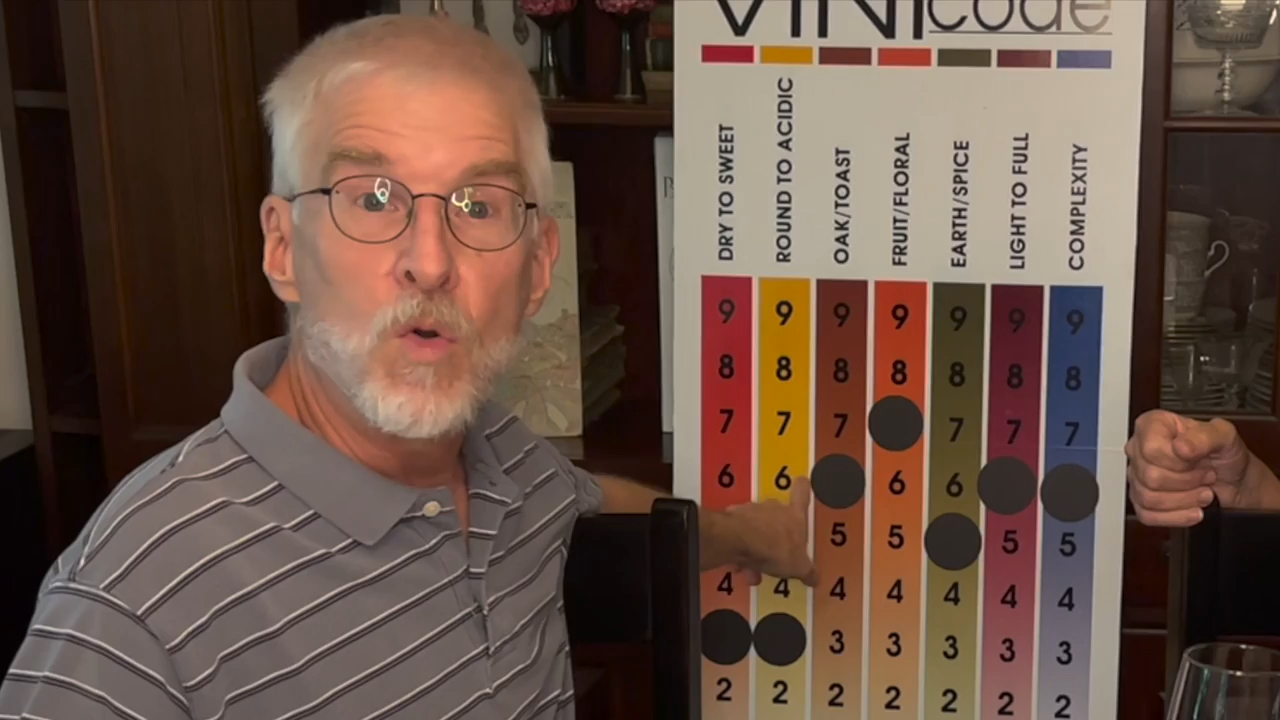 VINIcode
DRY TO SWEET
ROUND TO ACIDIC
OAK/TOAST
FRUIT/FLORAL
EARTH/SPICE
LIGHT TO FULL
COMPLEXITY
9 9 9 9 9 9 9
8 8 8 8 8 8 8
7 7 7 7 7 7
6 6 6 6
5 5 5 5
4 4 4 4 4 4 4
3 3 3 3 3
2 2 2 2 2 2 2